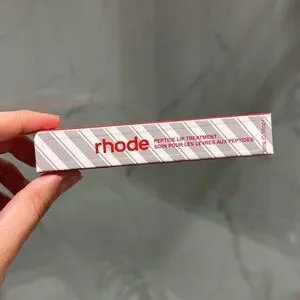 rhode
PEPTIDE LIP TREATMENT
SOIN POUR LES LÈVRES AUX PEPTIDES